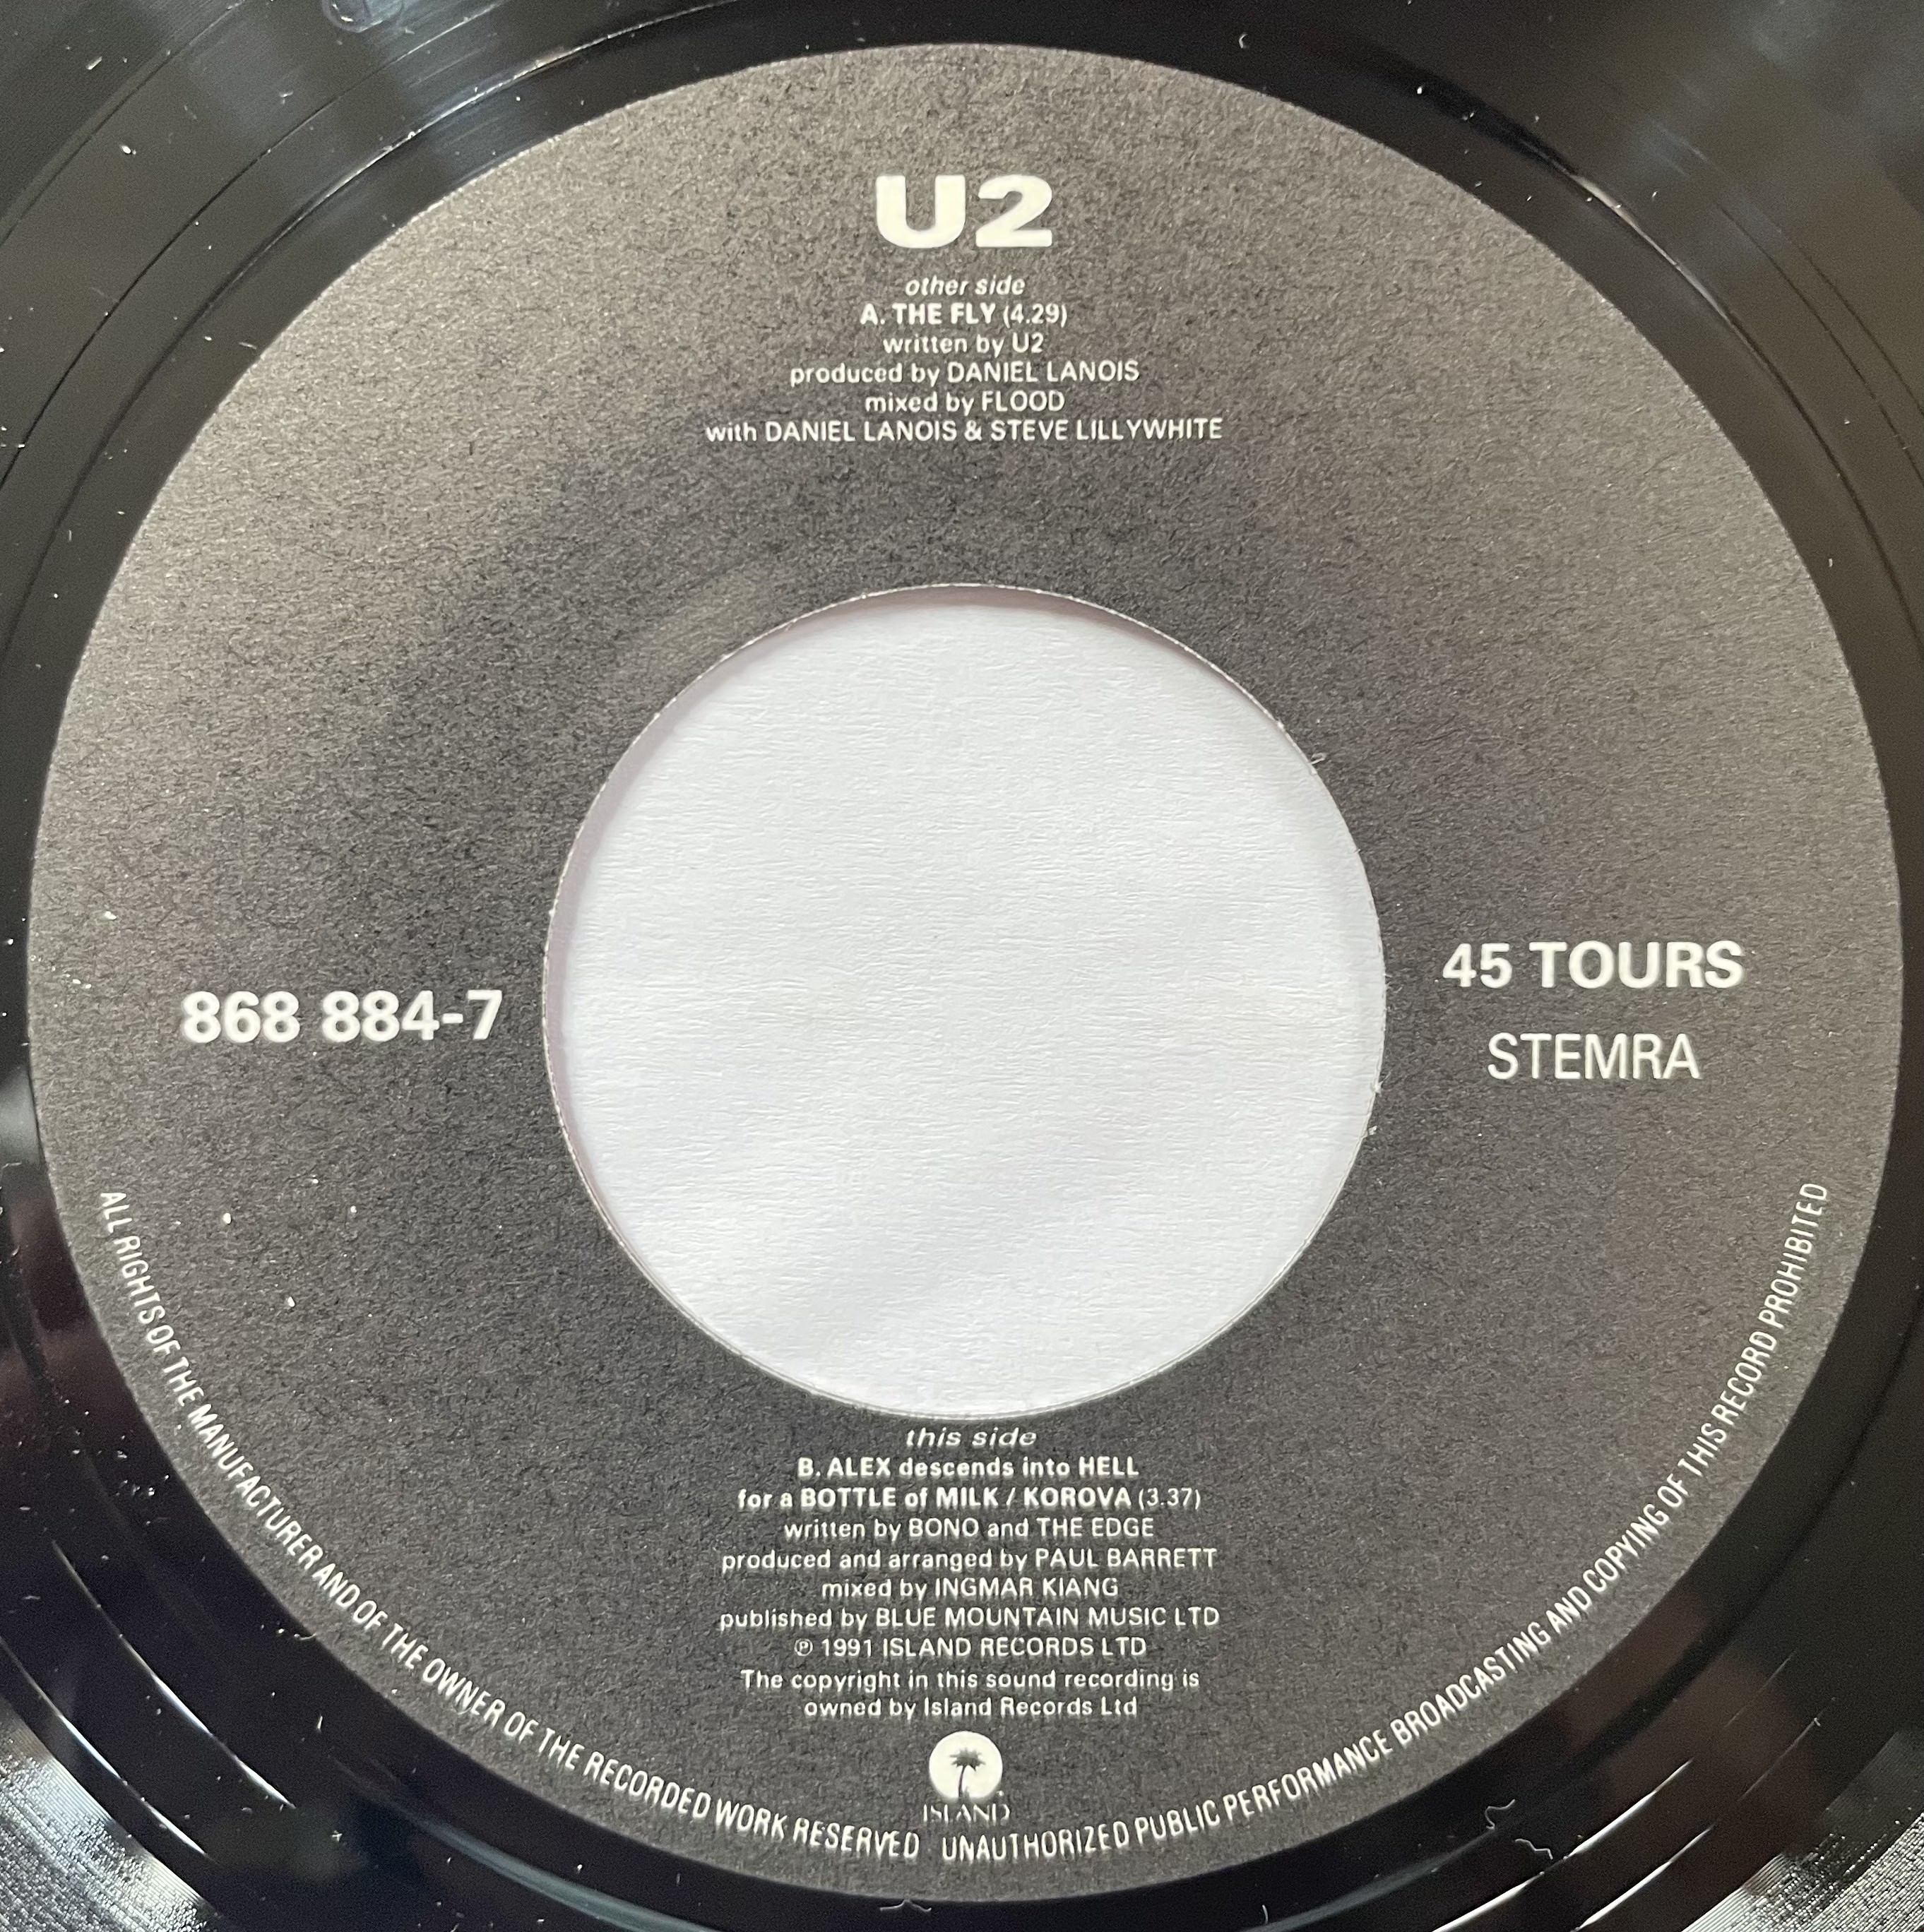 U2
other side
A. THE FLY (4.29)
written by U2
produced by DANIEL LANOIS
mixed by FLOOD
with DANIEL LANOIS & STEVE LILLYWHITE
868 884-7
45 TOURS
STEMRA
this side
B. ALEX descends into HELL
for a BOTTLE of MILK / KOROVA (3.37)
written by BONO and THE EDGE
produced and arranged by PAUL BARRETT
mixed by INGMAR KIANG
published by BLUE MOUNTAIN MUSIC LTD
℗ 1991 ISLAND RECORDS LTD
The copyright in this sound recording is
owned by Island Records Ltd
ISLAND
ALL RIGHTS OF THE MANUFACTURER AND OF THE OWNER OF THE RECORDED WORK RESERVED UNAUTHORIZED PUBLIC PERFORMANCE BROADCASTING AND COPYING OF THIS RECORD PROHIBITED